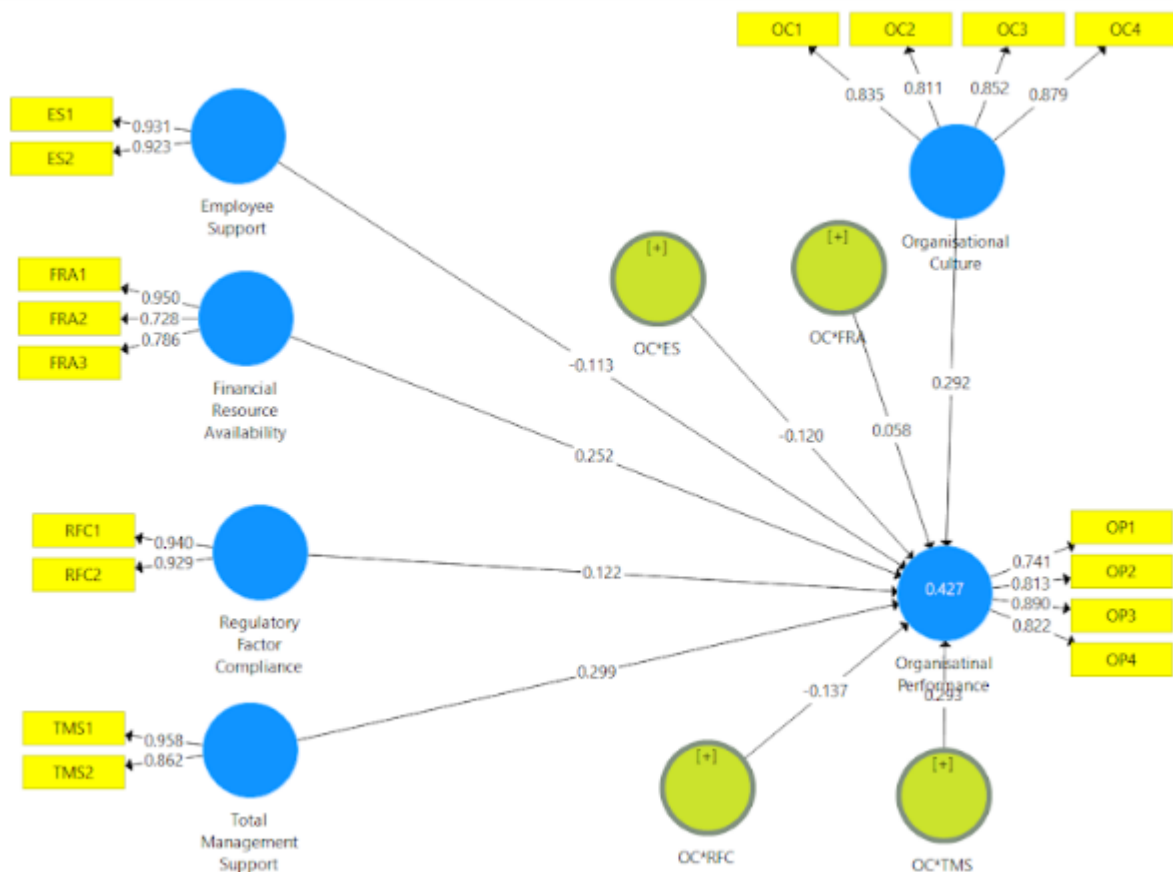 OC1
OC2
OC3
OC4
0.835
0.811
0.852
0.879
ES1
ES2
0.931
0.923
Employee
Support
FRA1
FRA2
FRA3
0.950
0.728
0.786
Financial
Resource
Availability
[+]
OC*ES
[+]
OC*FRA
Organisational
Culture
-0.113
0.292
-0.120
0.058
0.252
RFC1
RFC2
0.940
0.929
Regulatory
Factor
Compliance
0.122
0.427
Organisatinal
Performance
0.741
0.813
0.890
0.822
OP1
OP2
OP3
OP4
0.299
-0.137
0.293
TMS1
TMS2
0.958
0.862
Total
Management
Support
[+]
OC*RFC
[+]
OC*TMS